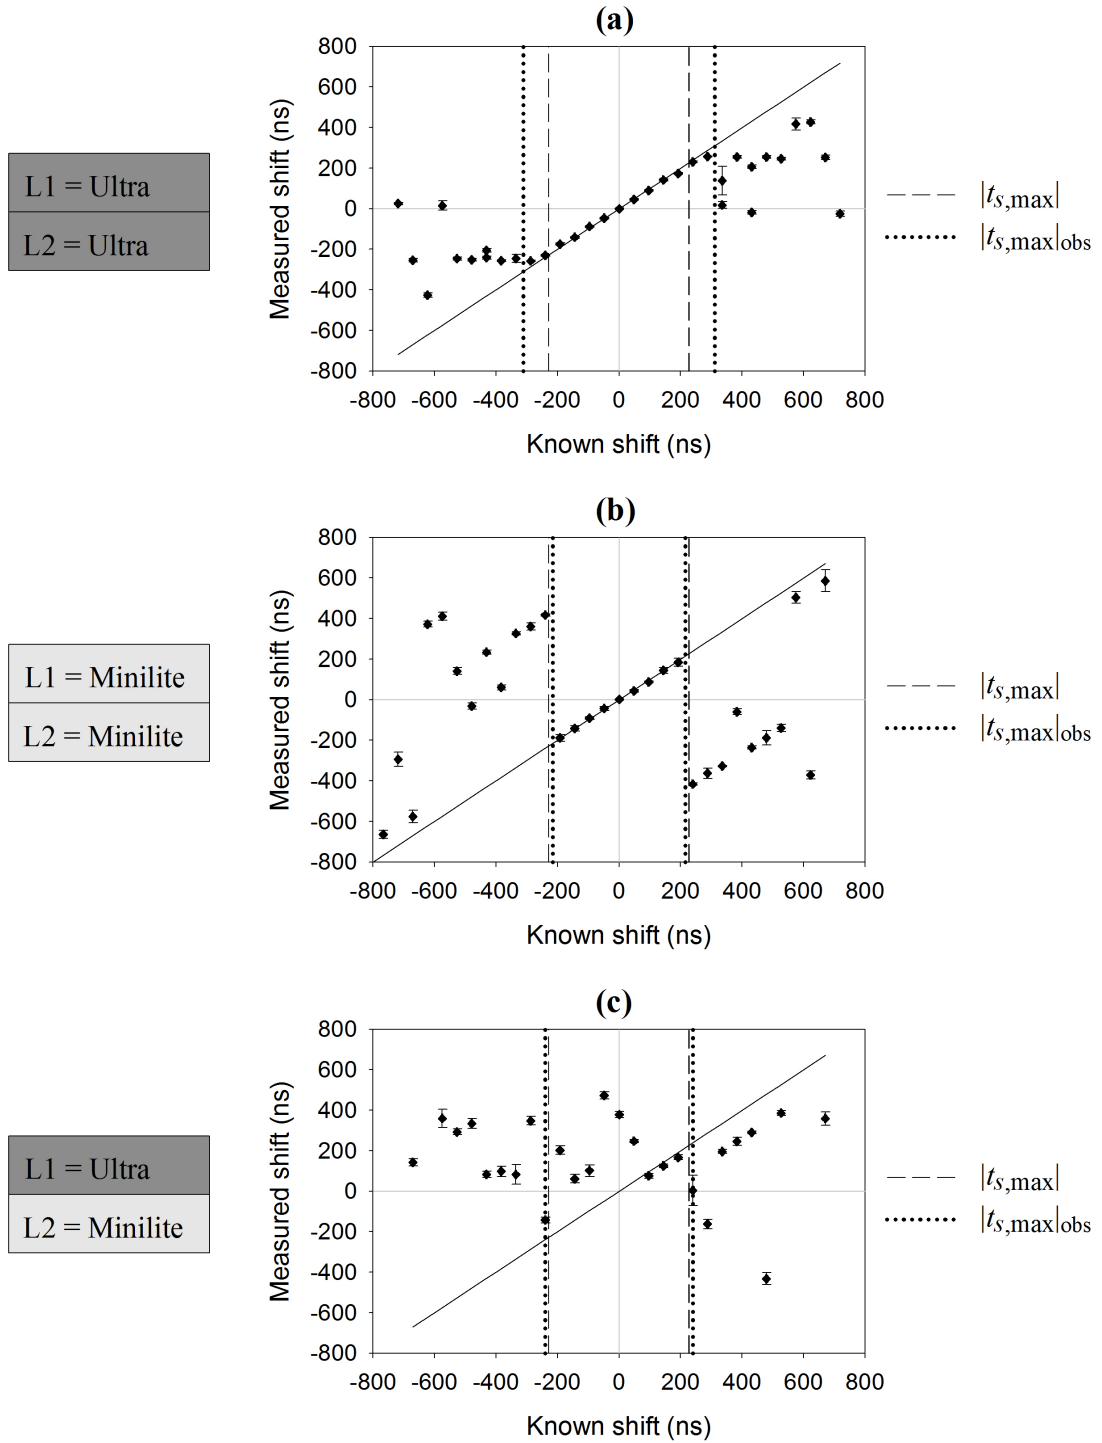 (a)
L1 = Ultra
L2 = Ultra
Measured shift (ns)
800
600
400
200
0
-200
-400
-600
-800
-800 -600 -400 -200 0 200 400 600 800
Known shift (ns)
|ts,max|
|ts,max|obs
(b)
L1 = Minilite
L2 = Minilite
Measured shift (ns)
800
600
400
200
0
-200
-400
-600
-800
-800 -600 -400 -200 0 200 400 600 800
Known shift (ns)
|ts,max|
|ts,max|obs
(c)
L1 = Ultra
L2 = Minilite
Measured shift (ns)
800
600
400
200
0
-200
-400
-600
-800
-800 -600 -400 -200 0 200 400 600 800
Known shift (ns)
|ts,max|
|ts,max|obs